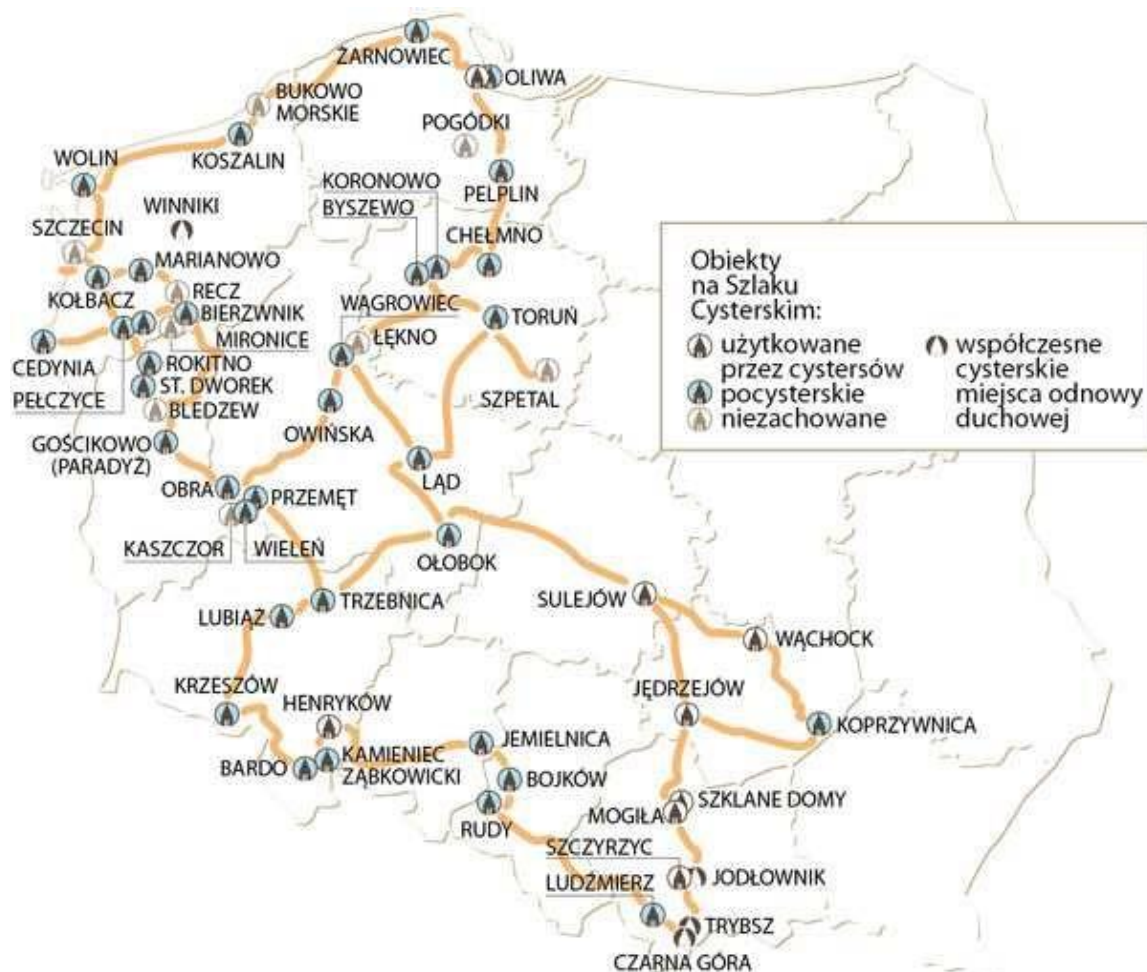 ŻARNOWIEC
OLIWA
BUKOWO
MORSKIE
POGÓDKI
KOSZALIN
WOLIN
PELPLIN
KORONOWO
BYSZEWO
WINNIKI
SZCZECIN
CHEŁMNO
MARIANOWO
KOŁBACZ
RECZ
BIERZWNIK
WĄGROWIEC
TORUŃ
MIRONICE
ŁĘKNO
CEDYNIA
ROKITNO
ST. DWOREK
PEŁCZYCE
BLEDZEW
SZPETAL
OWIŃSKA
GOŚCIKOWO
(PARADYŻ)
LĄD
OBRA
PRZEMĘT
KASZCZOR
WIELEŃ
OŁOBOK
SULEJÓW
TRZEBNICA
LUBIĄŻ
WĄCHOCK
KRZESZÓW
HENRYKÓW
JĘDRZEJÓW
KOPRZYWNICA
JEMIELNICA
KAMIENIEC
ZĄBKOWICKI
BARDO
BOJKÓW
SZKLANE DOMY
MOGIŁA
RUDY
SZCZYRZYC
JODŁOWNIK
LUDŹMIERZ
TRYBSZ
CZARNA GÓRA
Obiekty
na Szlaku
Cysterskim:
użytkowane
przez cystersów
pocysterskie
niezachowane
współczesne
cysterskie
miejsca odnowy
duchowej